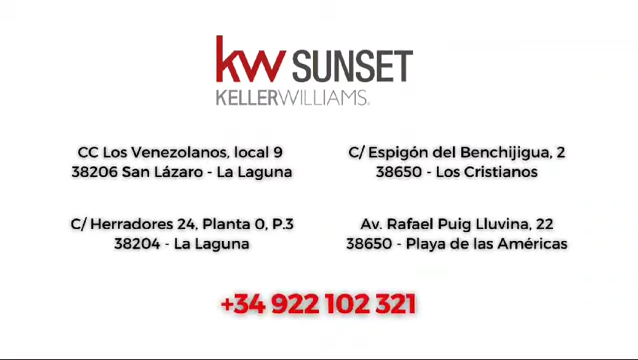 kw SUNSET
KELLERWILLIAMS®
CC Los Venezolanos, local 9
38206 San Lázaro - La Laguna
C/ Espigón del Benchijigua, 2
38650 - Los Cristianos
C/ Herradores 24, Planta 0, P.3
38204 - La Laguna
Av. Rafael Puig Lluvina, 22
38650 - Playa de las Américas
+34 922 102 321